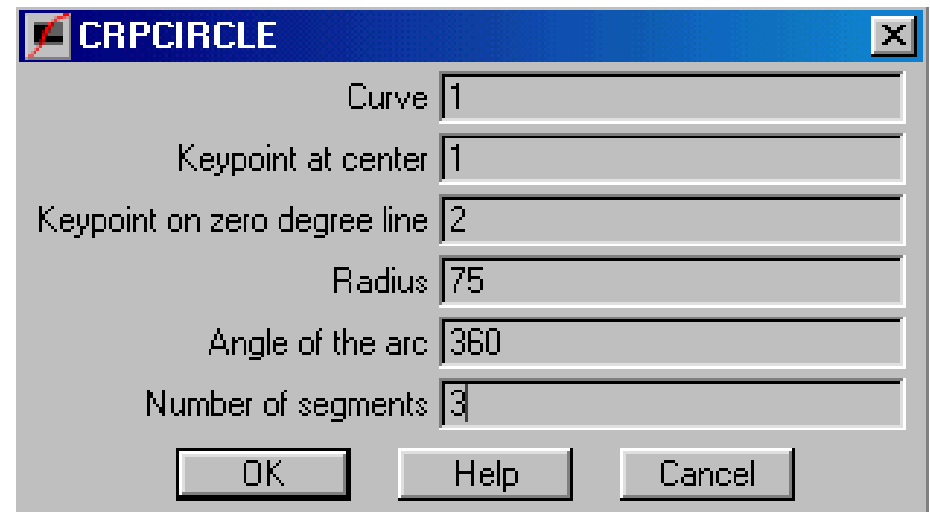 CRPCIRCLE
Curve 1
Keypoint at center 1
Keypoint on zero degree line 2
Radius 75
Angle of the arc 360
Number of segments 3
OK Help Cancel